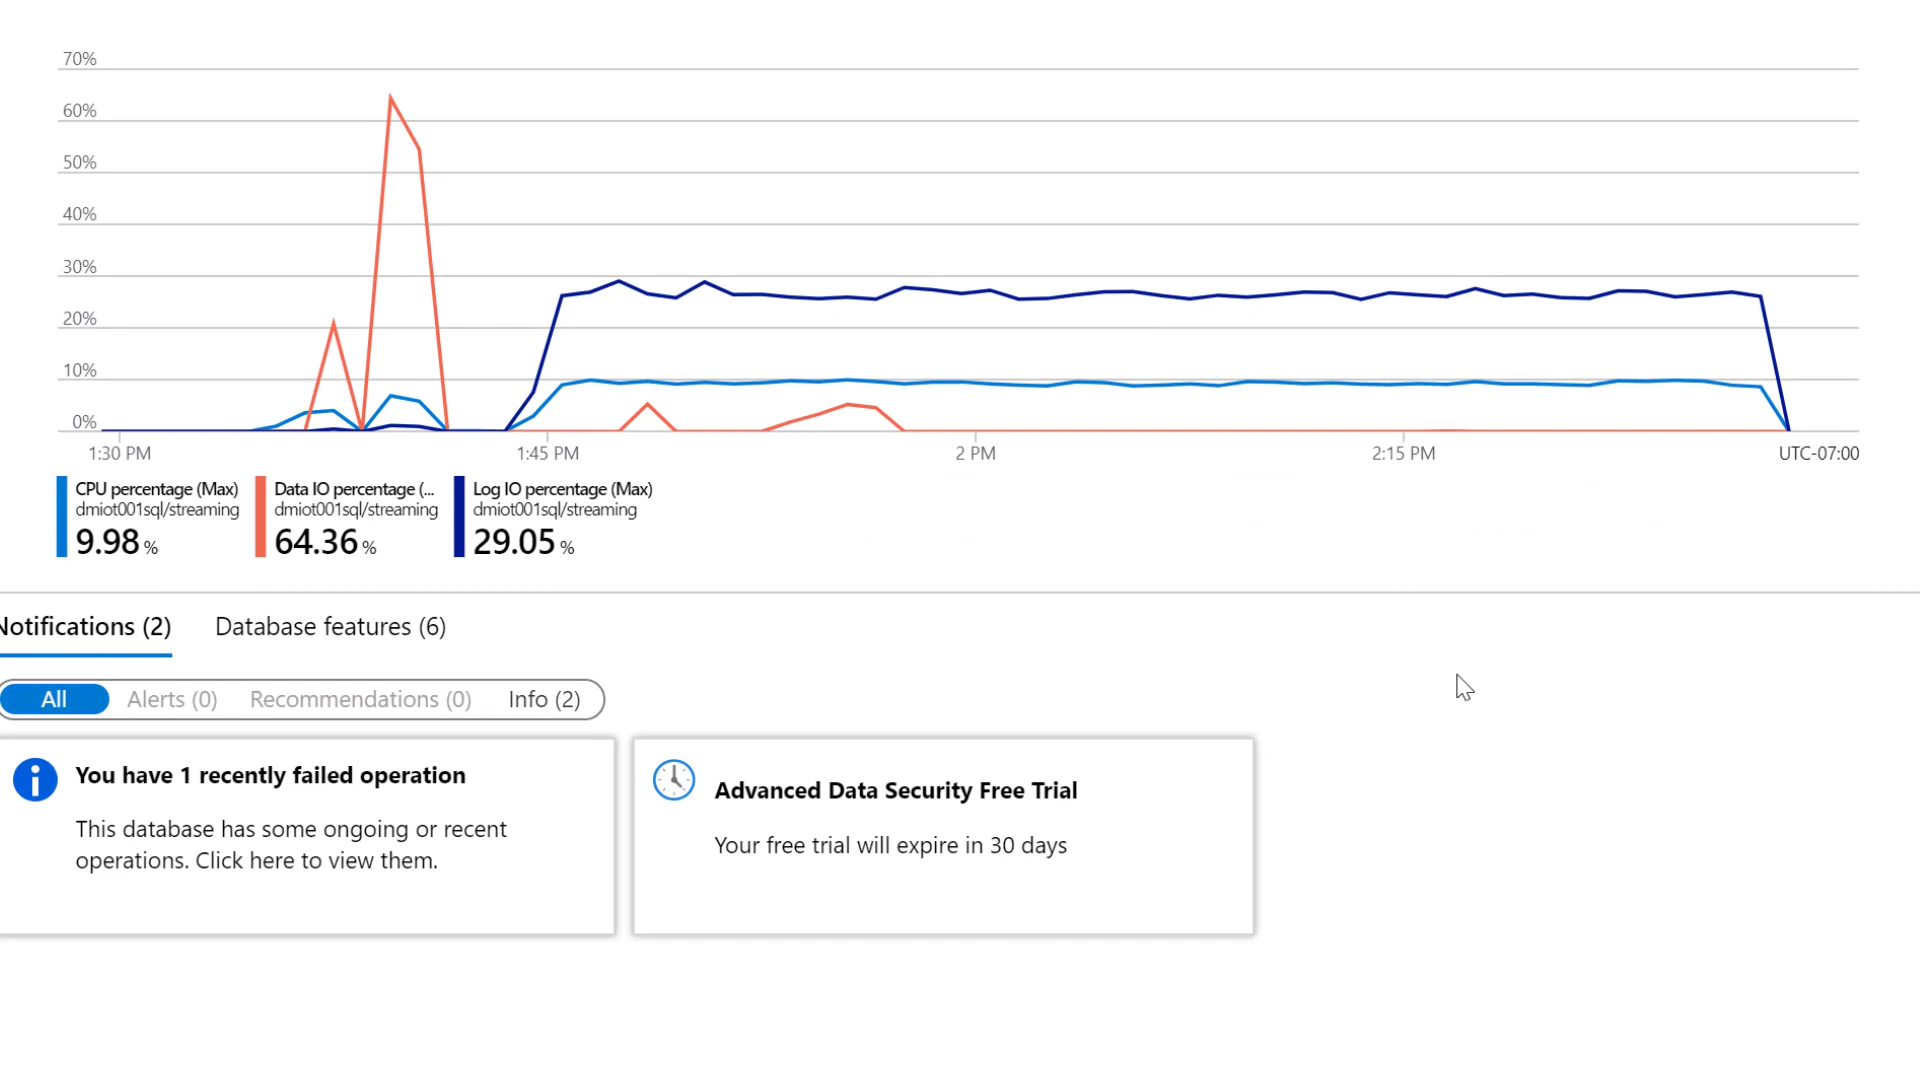 70%
60%
50%
40%
30%
20%
10%
0%
1:30 PM 1:45 PM 2 PM 2:15 PM UTC-07:00
CPU percentage (Max) Data IO percentage (... Log IO percentage (Max)
dmiot001sql/streaming dmiot001sql/streaming dmiot001sql/streaming
9.98 % 64.36 % 29.05 %
Notifications (2) Database features (6)
All Alerts (0) Recommendations (0) Info (2)
You have 1 recently failed operation
This database has some ongoing or recent
operations. Click here to view them.
Advanced Data Security Free Trial
Your free trial will expire in 30 days